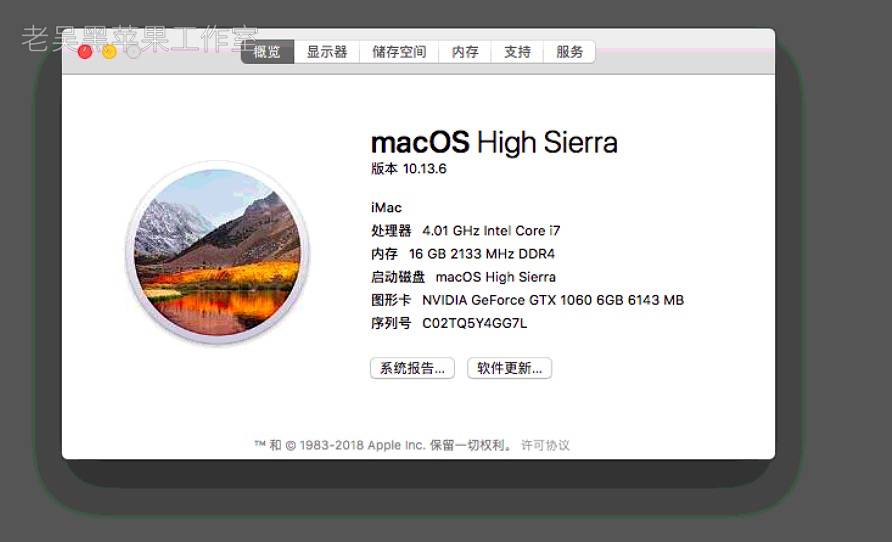 老吴黑苹果工作室
概览 显示器 储存空间 内存 支持 服务
macOS High Sierra
版本 10.13.6
iMac
处理器 4.01 GHz Intel Core i7
内存 16 GB 2133 MHz DDR4
启动磁盘 macOS High Sierra
图形卡 NVIDIA GeForce GTX 1060 6GB 6143 MB
序列号 C02TQ5Y4GG7L
系统报告... 软件更新...
™ 和 © 1983-2018 Apple Inc. 保留一切权利。 许可协议